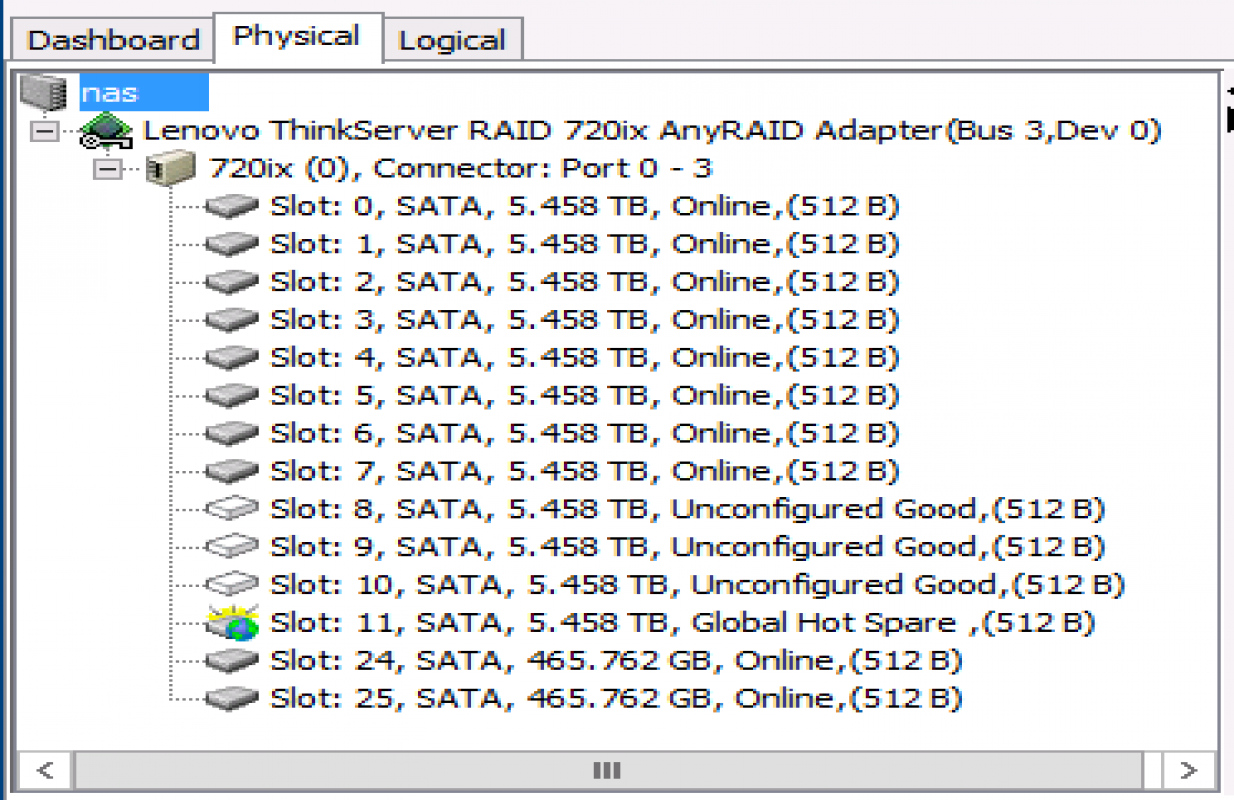 Dashboard Physical Logical
nas
Lenovo ThinkServer RAID 720ix AnyRAID Adapter(Bus 3,Dev 0)
720ix (0), Connector: Port 0 - 3
Slot: 0, SATA, 5.458 TB, Online,(512 B)
Slot: 1, SATA, 5.458 TB, Online,(512 B)
Slot: 2, SATA, 5.458 TB, Online,(512 B)
Slot: 3, SATA, 5.458 TB, Online,(512 B)
Slot: 4, SATA, 5.458 TB, Online,(512 B)
Slot: 5, SATA, 5.458 TB, Online,(512 B)
Slot: 6, SATA, 5.458 TB, Online,(512 B)
Slot: 7, SATA, 5.458 TB, Online,(512 B)
Slot: 8, SATA, 5.458 TB, Unconfigured Good,(512 B)
Slot: 9, SATA, 5.458 TB, Unconfigured Good,(512 B)
Slot: 10, SATA, 5.458 TB, Unconfigured Good,(512 B)
Slot: 11, SATA, 5.458 TB, Global Hot Spare ,(512 B)
Slot: 24, SATA, 465.762 GB, Online,(512 B)
Slot: 25, SATA, 465.762 GB, Online,(512 B)